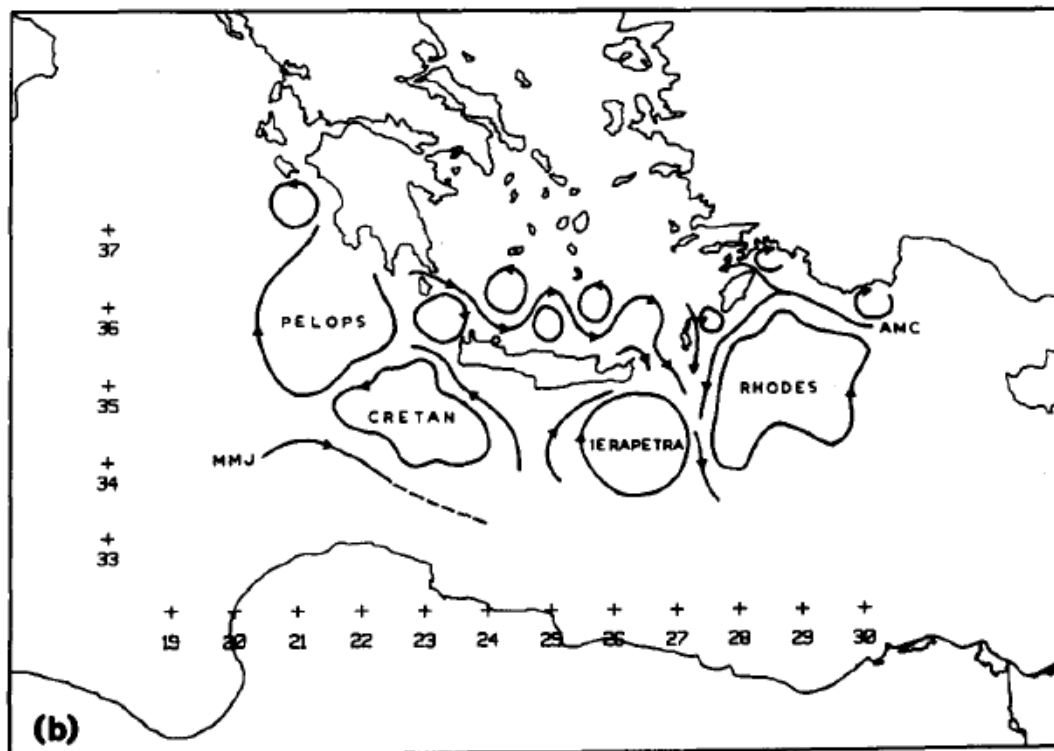 37
PELOPS
36
AMC
RHODES
35
CRETAN
IERAPETRA
MMJ
34
33
19 20 21 22 23 24 25 26 27 28 29 30
(b)